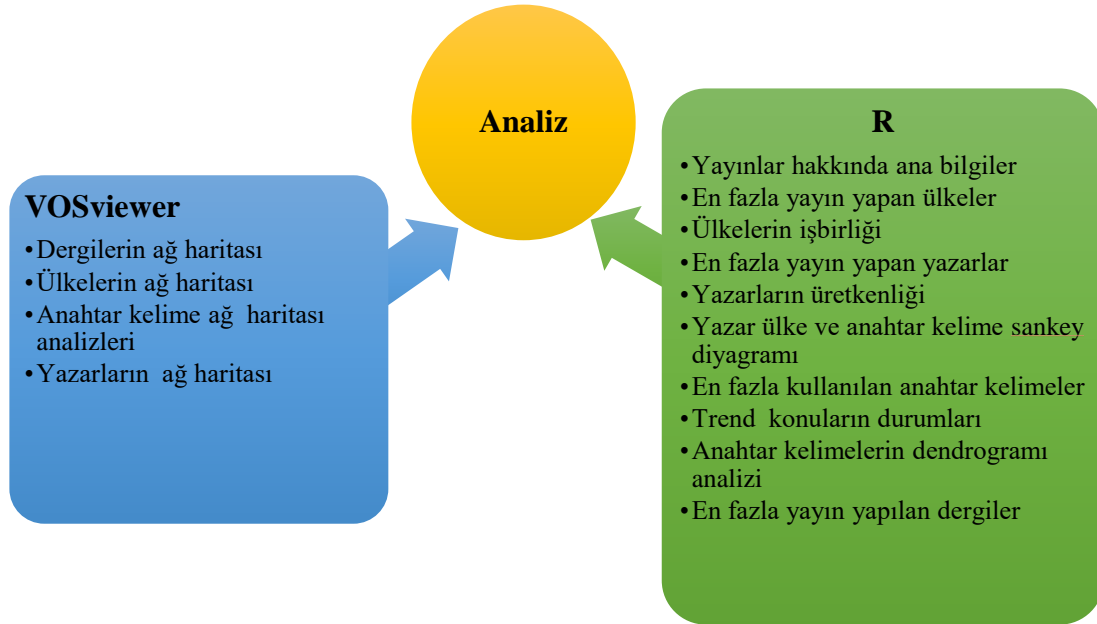 Analiz
VOSviewer
•Dergilerin ağ haritası
•Ülkelerin ağ haritası
•Anahtar kelime ağ haritası
analizleri
•Yazarların ağ haritası
R
•Yayınlar hakkında ana bilgiler
•En fazla yayın yapan ülkeler
•Ülkelerin işbirliği
•En fazla yayın yapan yazarlar
•Yazarların üretkenliği
•Yazar ülke ve anahtar kelime sankey
diyagramı
•En fazla kullanılan anahtar kelimeler
•Trend konuların durumları
•Anahtar kelimelerin dendrogramı
analizi
•En fazla yayın yapılan dergiler